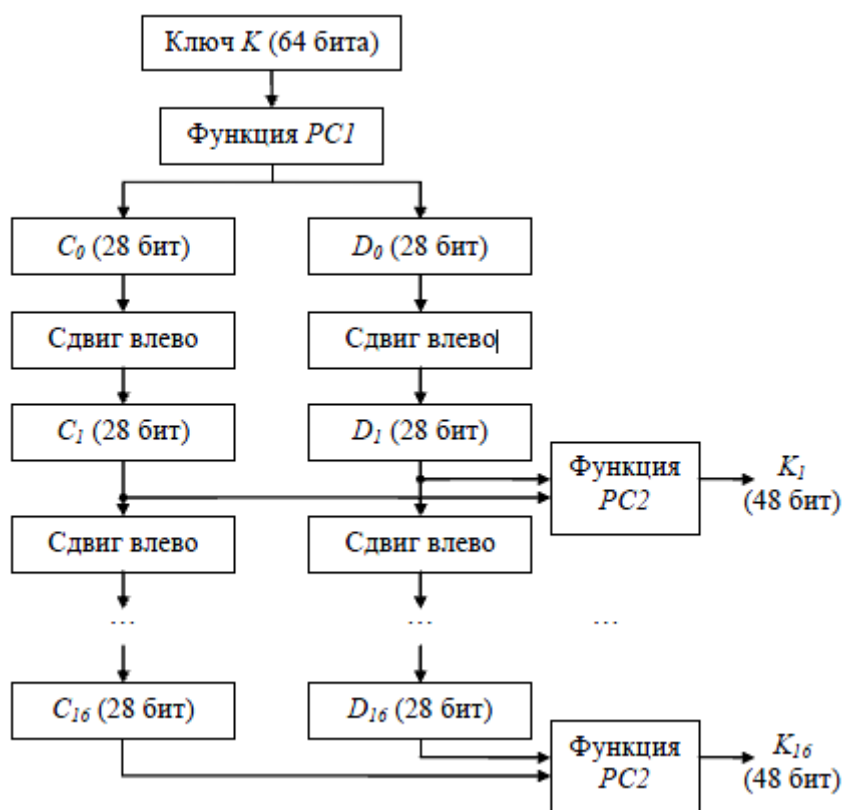 Ключ K (64 бита)
Функция PC1
C0 (28 бит) D0 (28 бит)
Сдвиг влево Сдвиг влево
C1 (28 бит) D1 (28 бит)
Функция
PC2
K1
(48 бит)
Сдвиг влево Сдвиг влево
... ... ...
C16 (28 бит) D16 (28 бит)
Функция
PC2
K16
(48 бит)